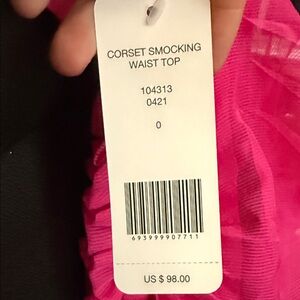 CORSET SMOCKING
WAIST TOP
104313
0421
0
693999907711
US $ 98.00